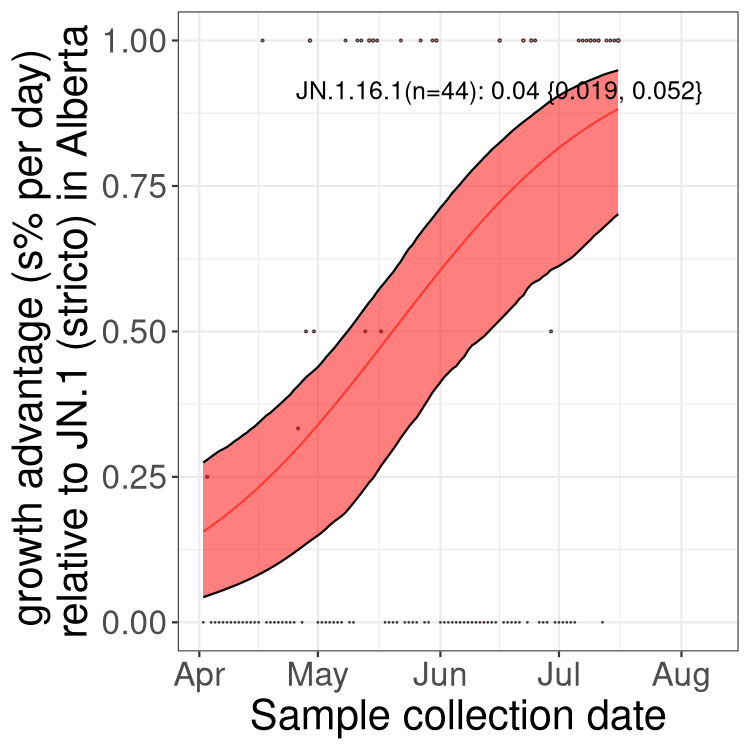 growth advantage (s% per day)
relative to JN.1 (stricto) in Alberta
1.00
0.75
0.50
0.25
0.00
JN.1.16.1(n=44): 0.04 {0.019, 0.052}
Apr May Jun Jul Aug
Sample collection date